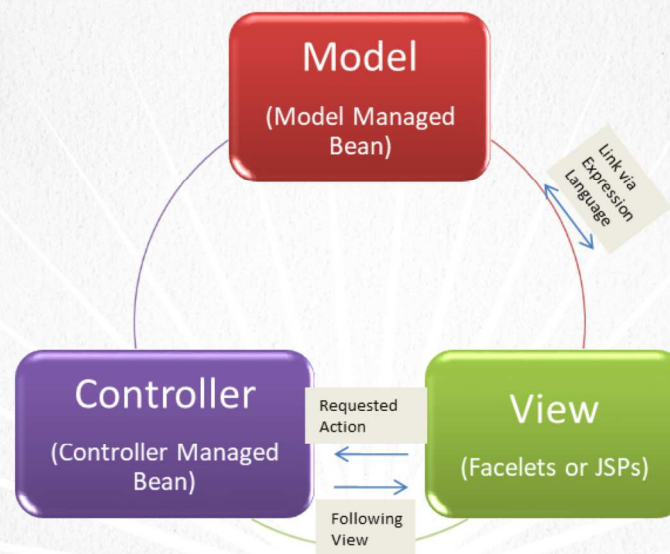 Model
(Model Managed
Bean)
Link via
Expression
Language
Controller
(Controller Managed
Bean)
Requested
Action
Following
View
View
(Facelets or JSPs)